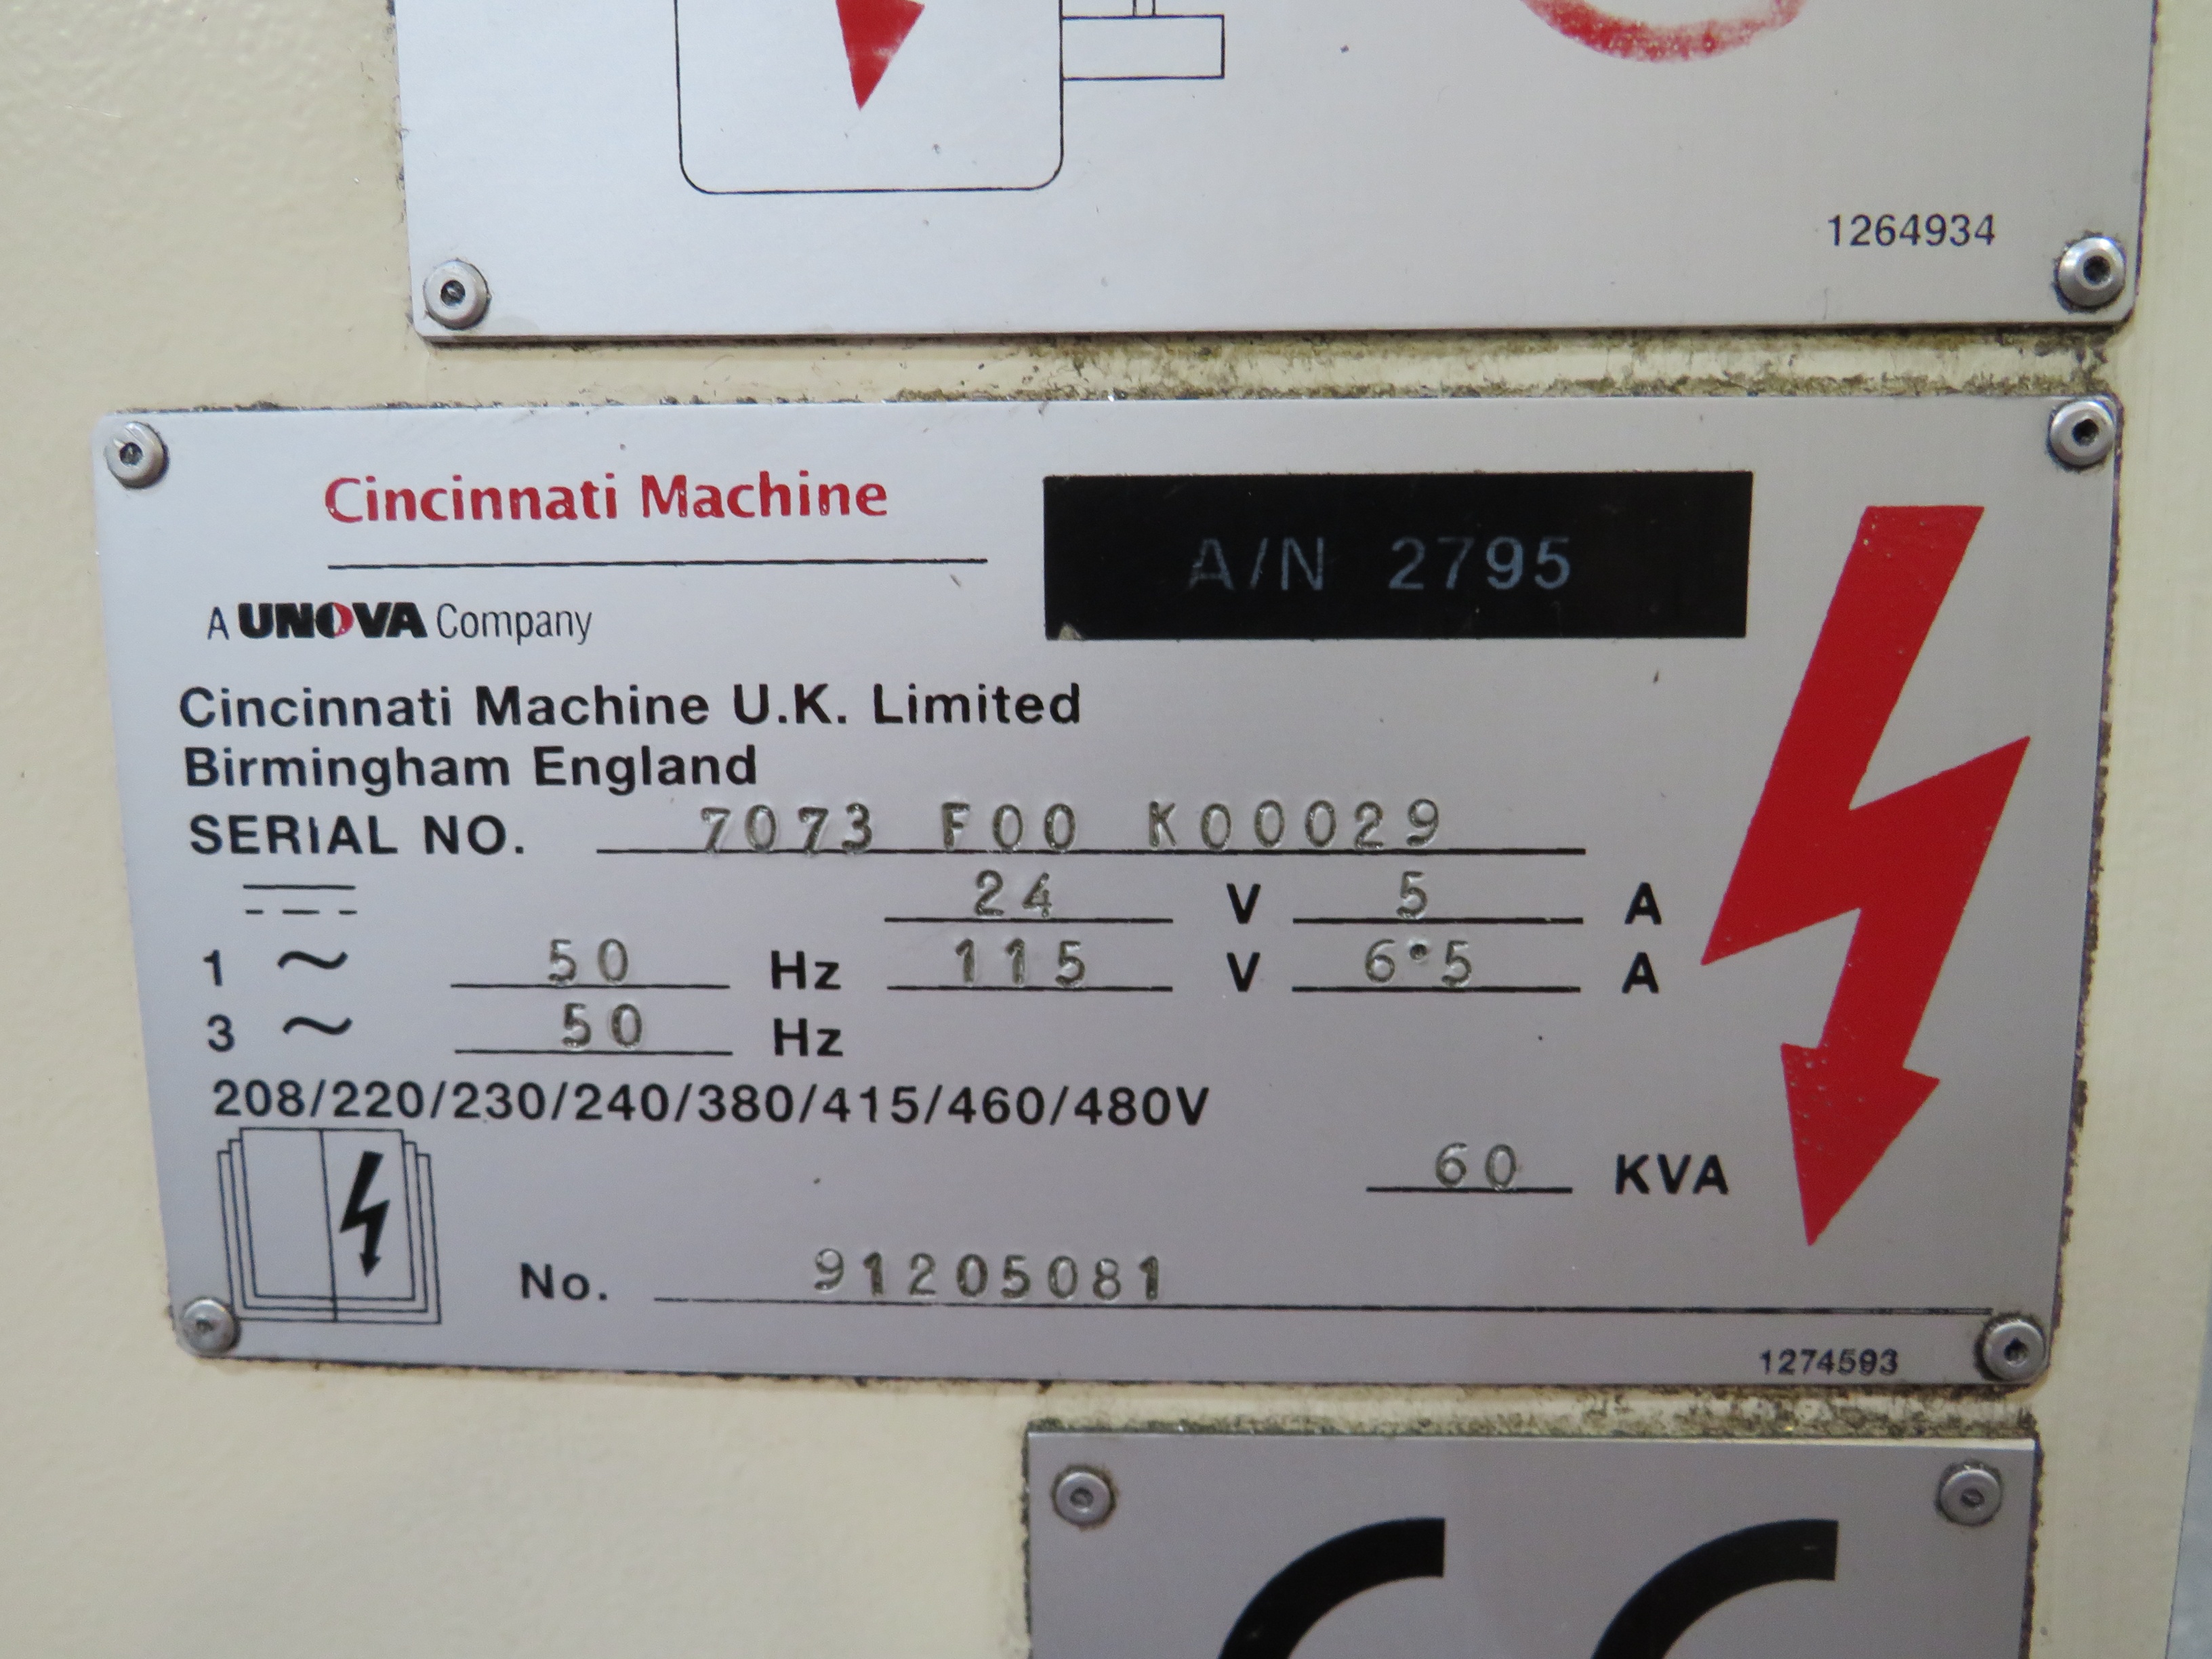 1264934
Cincinnati Machine
A/N 2795
A UNOVA Company
Cincinnati Machine U.K. Limited
Birmingham England
SERIAL NO. 7073 F00 K00029
24 V 5 A
1 ~ 50 Hz 115 V 6·5 A
3 ~ 50 Hz
208/220/230/240/380/415/460/480V
60 KVA
No. 91205081
1274593
CE